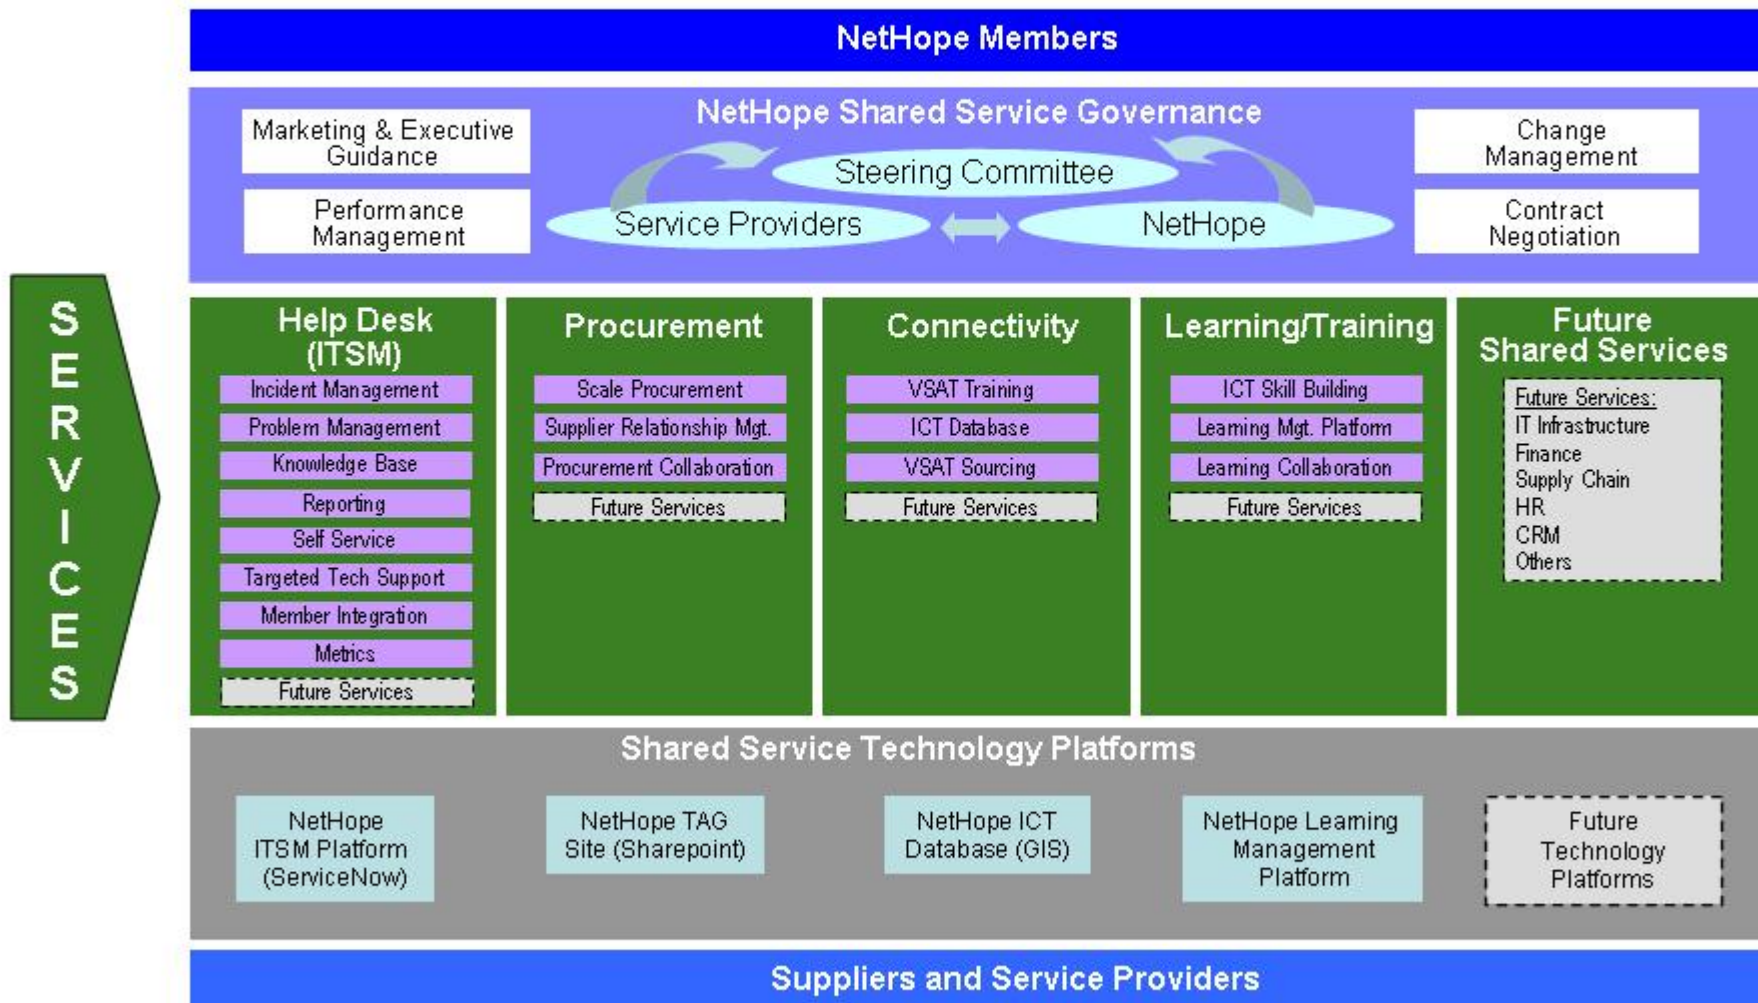 NetHope Members
NetHope Shared Service Governance
Marketing & Executive
Guidance
Performance
Management
Steering Committee
Service Providers
NetHope
Change
Management
Contract
Negotiation
SERVICES
Help Desk
(ITSM)
Incident Management
Problem Management
Knowledge Base
Reporting
Self Service
Targeted Tech Support
Member Integration
Metrics
Future Services
Procurement
Scale Procurement
Supplier Relationship Mgt.
Procurement Collaboration
Future Services
Connectivity
VSAT Training
ICT Database
VSAT Sourcing
Future Services
Learning/Training
ICT Skill Building
Learning Mgt. Platform
Learning Collaboration
Future Services
Future
Shared Services
Future Services:
IT Infrastructure
Finance
Supply Chain
HR
CRM
Others
Shared Service Technology Platforms
NetHope
ITSM Platform
(ServiceNow)
NetHope TAG
Site (Sharepoint)
NetHope ICT
Database (GIS)
NetHope Learning
Management
Platform
Future
Technology
Platforms
Suppliers and Service Providers